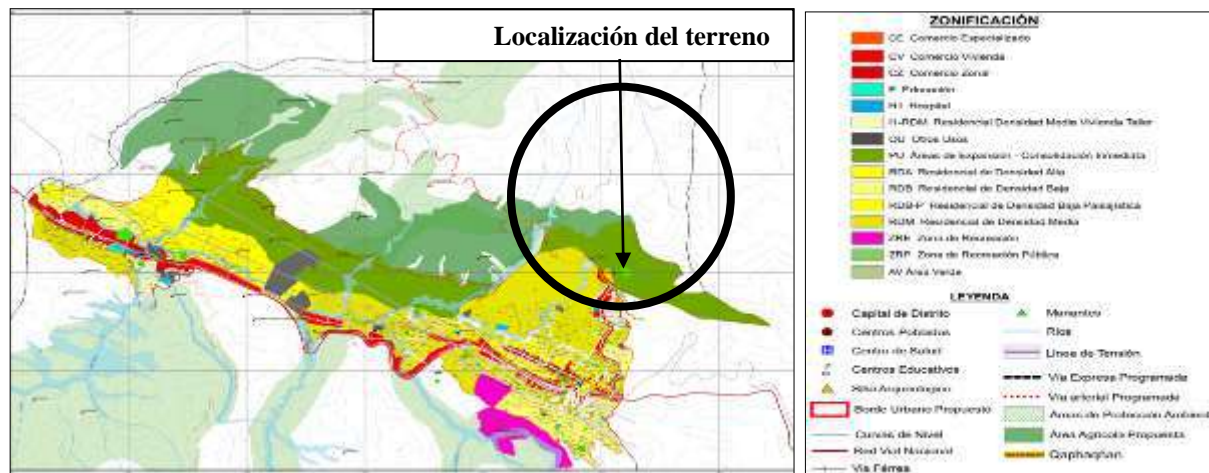 Localización del terreno
ZONIFICACIÓN
CE Comercio Especializado
CV Comercio Vivienda
CZ Comercio Zonal
E Educación
H1 Hospital
I1-RDM Residencial Densidad Media Vivienda Taller
OU Otros Usos
PU Áreas de Expansión - Consolidación Inmediata
RDA Residencial de Densidad Alta
RDB Residencial de Densidad Baja
RDB-P Residencial de Densidad Baja Paisajística
RDM Residencial de Densidad Media
ZRE Zona de Recreación
ZRP Zona de Recreación Pública
AV Área Verde
LEYENDA
Capital de Distrito
Centros Poblados
Centro de Salud
Centros Educativos
Sitio Arqueologico
Borde Urbano Propuesto
Curvas de Nivel
Red Vial Nacional
Vía Férrea
Manantes
Ríos
Línea de Tensión
Vía Expresa Programada
Vía arterial Programada
Áreas de Protección Ambient
Área Agrícola Propuesta
Qaphaqñan